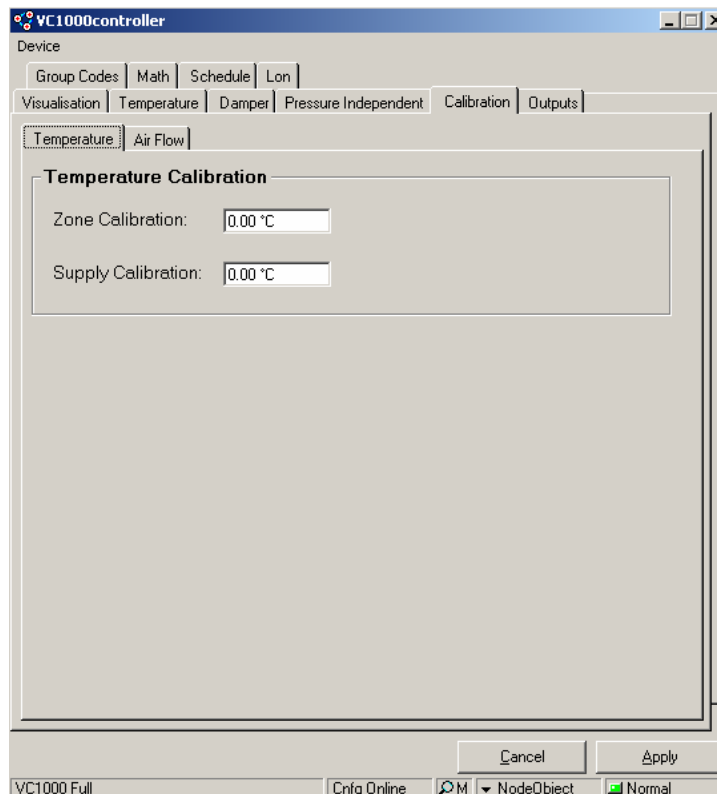 VC1000controller
Device
Group Codes Math Schedule Lon
Visualisation Temperature Damper Pressure Independent Calibration Outputs
Temperature Air Flow
Temperature Calibration
Zone Calibration: 0.00 °C
Supply Calibration: 0.00 °C
Cancel Apply
VC1000 Full Cnfg Online M NodeObject Normal